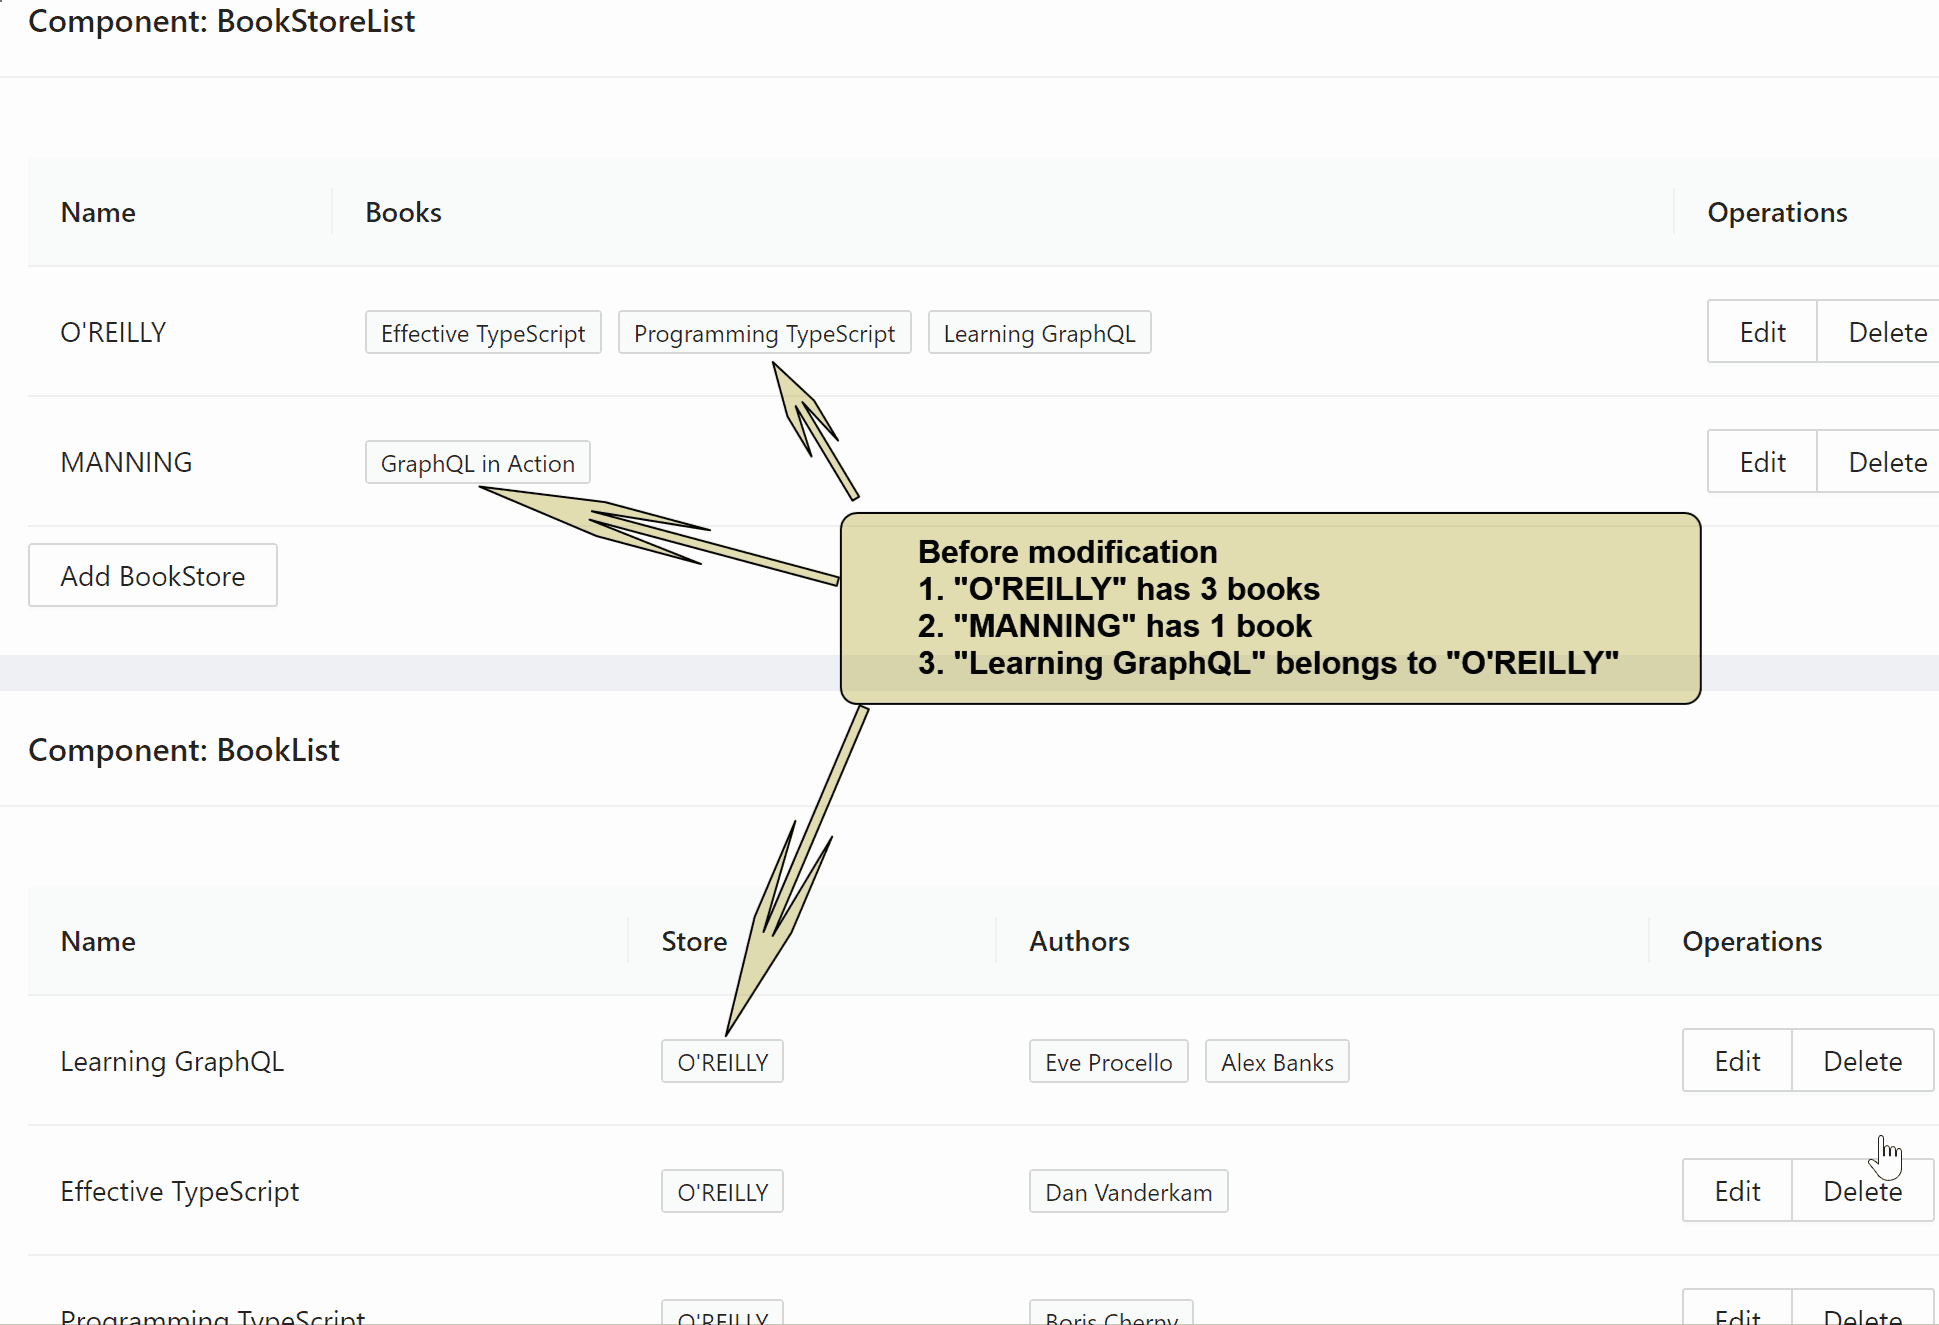 Component: BookStoreList
Name Books Operations
O'REILLY Effective TypeScript Programming TypeScript Learning GraphQL Edit Delete
MANNING GraphQL in Action Edit Delete
Add BookStore
Before modification
1. "O'REILLY" has 3 books
2. "MANNING" has 1 book
3. "Learning GraphQL" belongs to "O'REILLY"
Component: BookList
Name Store Authors Operations
Learning GraphQL O'REILLY Eve Procello Alex Banks Edit Delete
Effective TypeScript O'REILLY Dan Vanderkam Edit Delete
Programming TypeScript O'REILLY Boris Cherny Edit Delete